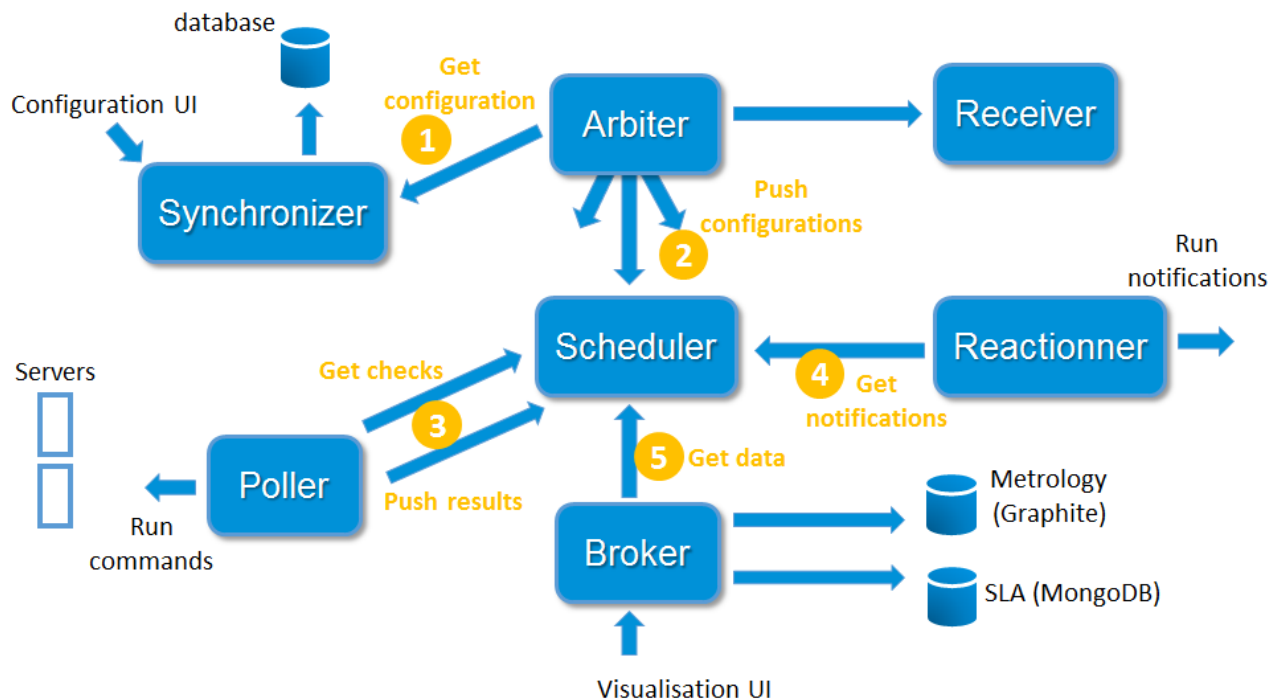 database
Configuration UI
Get
configuration
1
Arbiter
Receiver
Synchronizer
Push
configurations
2
Run
notifications
Scheduler
Reactionner
Servers
Get checks
3
Push results
4
Get
notifications
Poller
Run
commands
5
Get data
Broker
Metrology
(Graphite)
SLA (MongoDB)
Visualisation UI